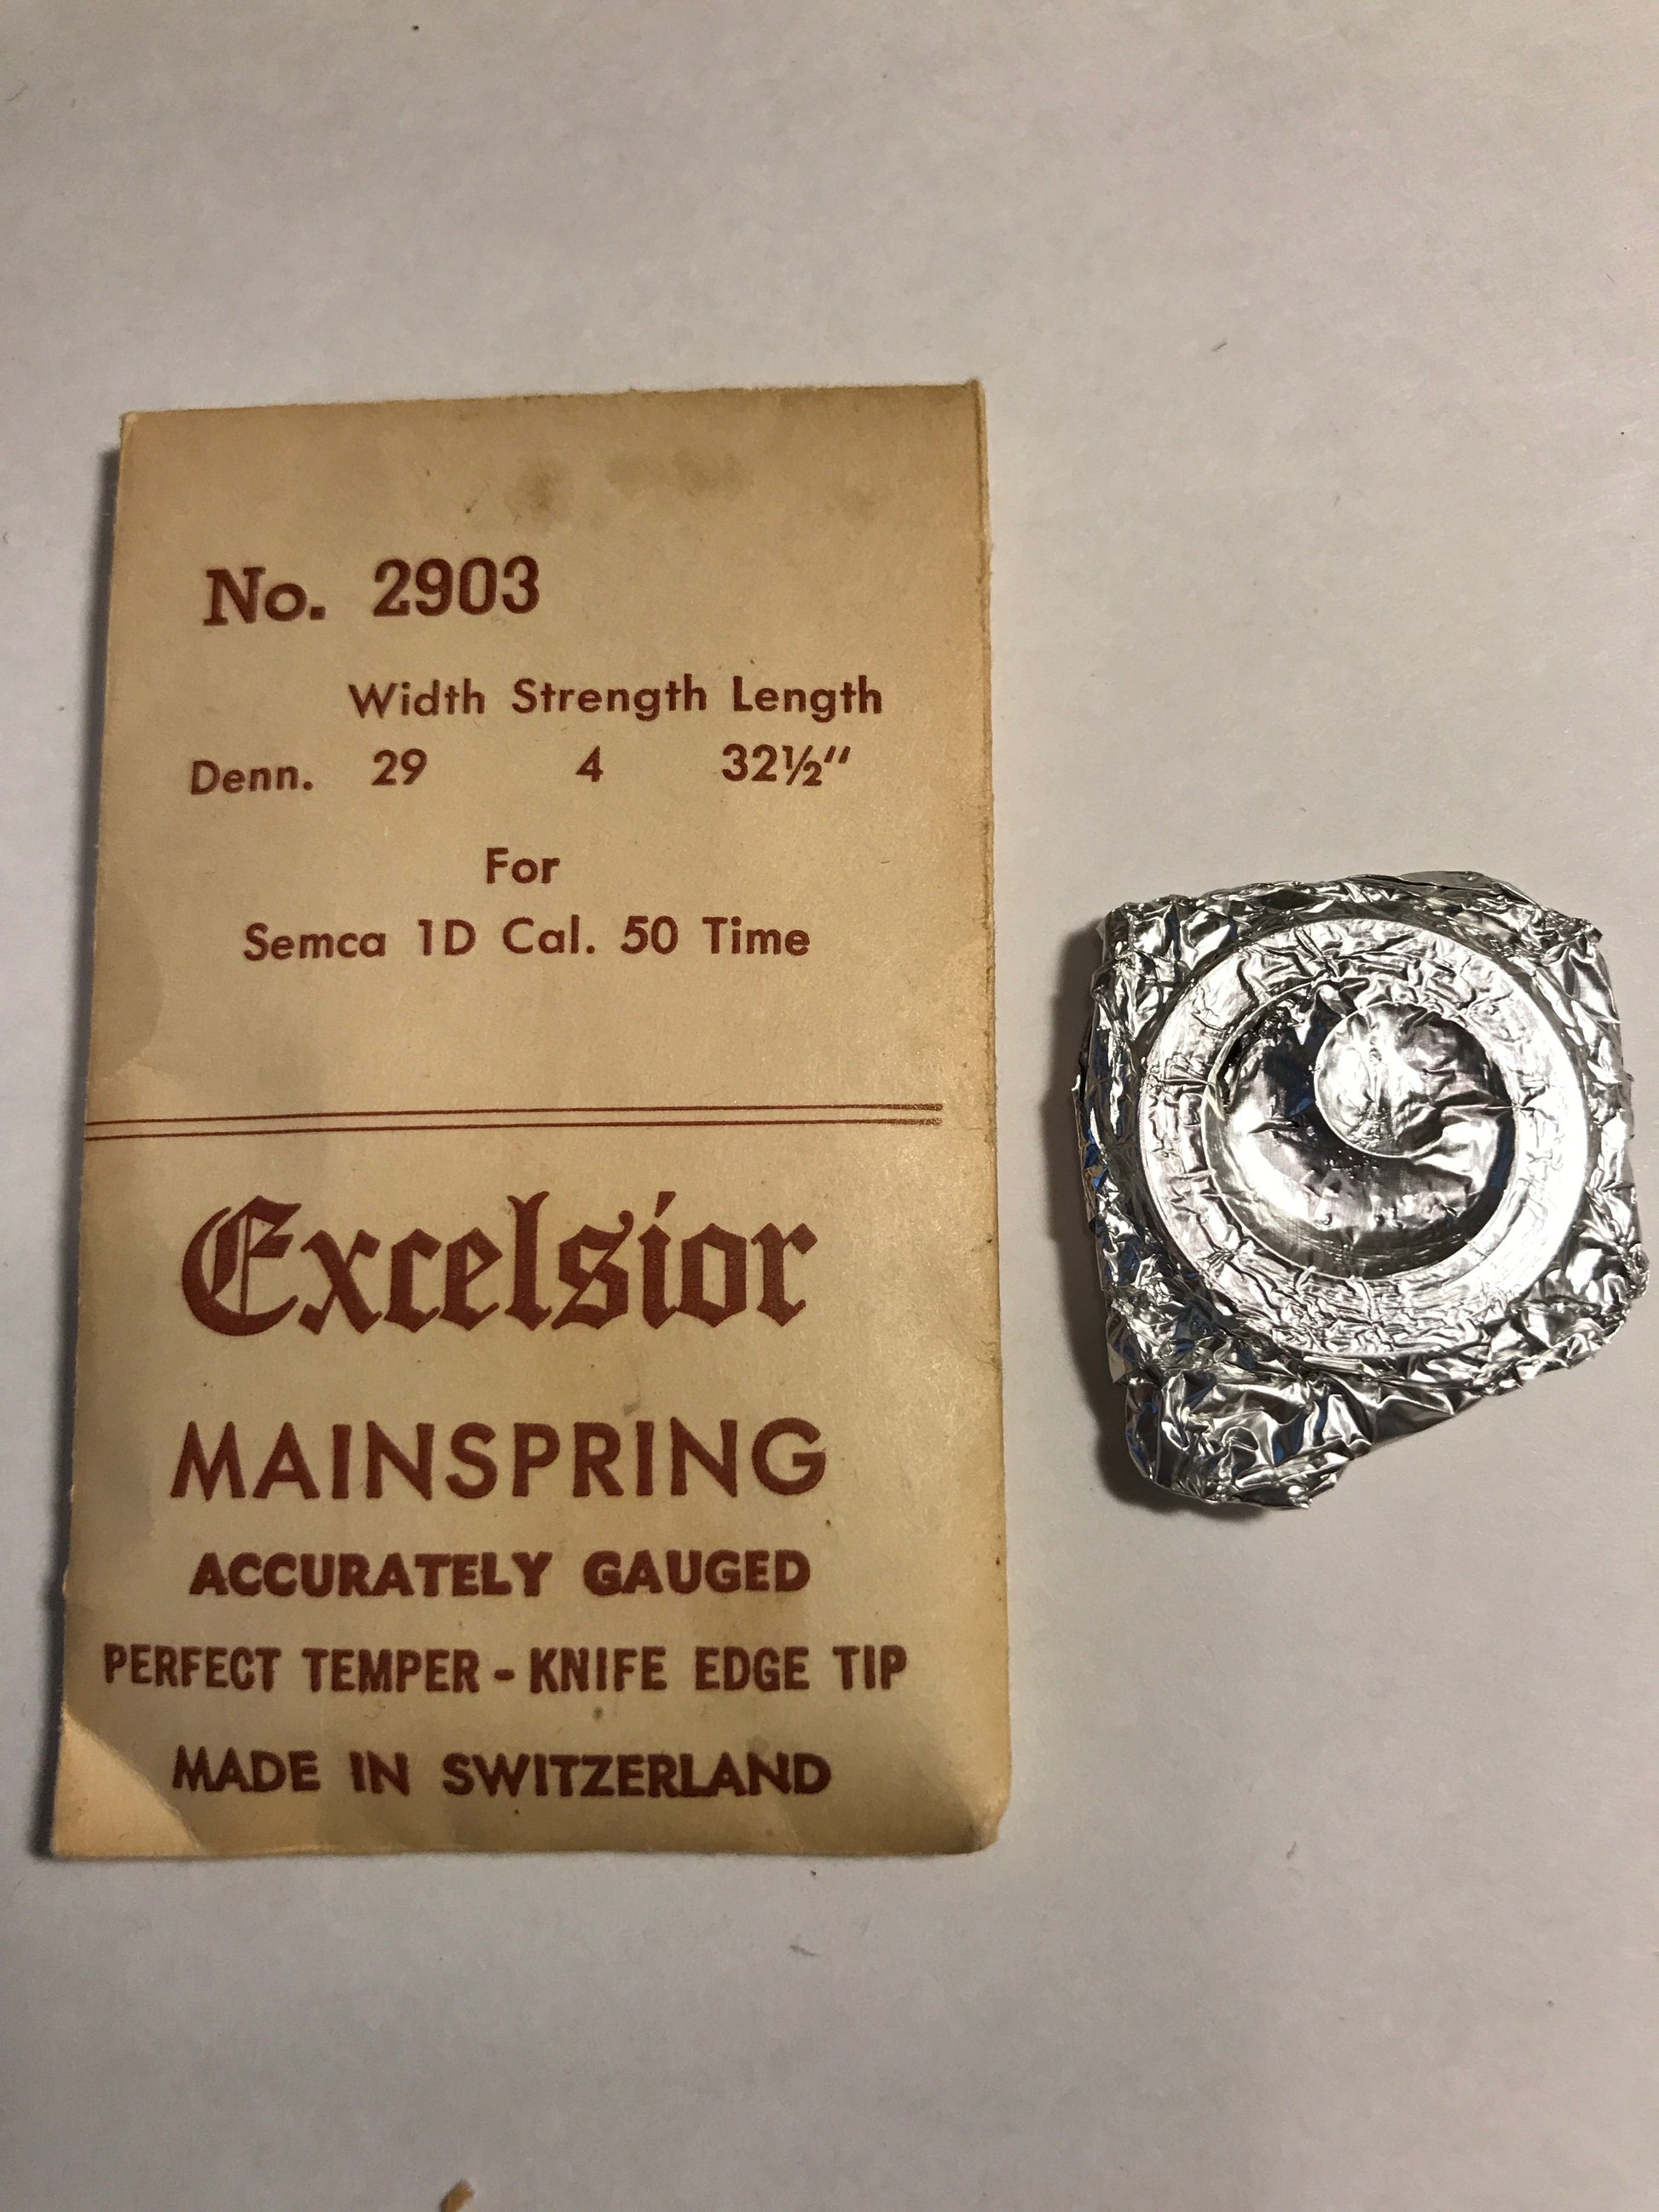 No. 2903
Width Strength Length
Denn. 29 4 32½"
For
Semca 1D Cal. 50 Time
Excelsior
MAINSPRING
ACCURATELY GAUGED
PERFECT TEMPER - KNIFE EDGE TIP
MADE IN SWITZERLAND